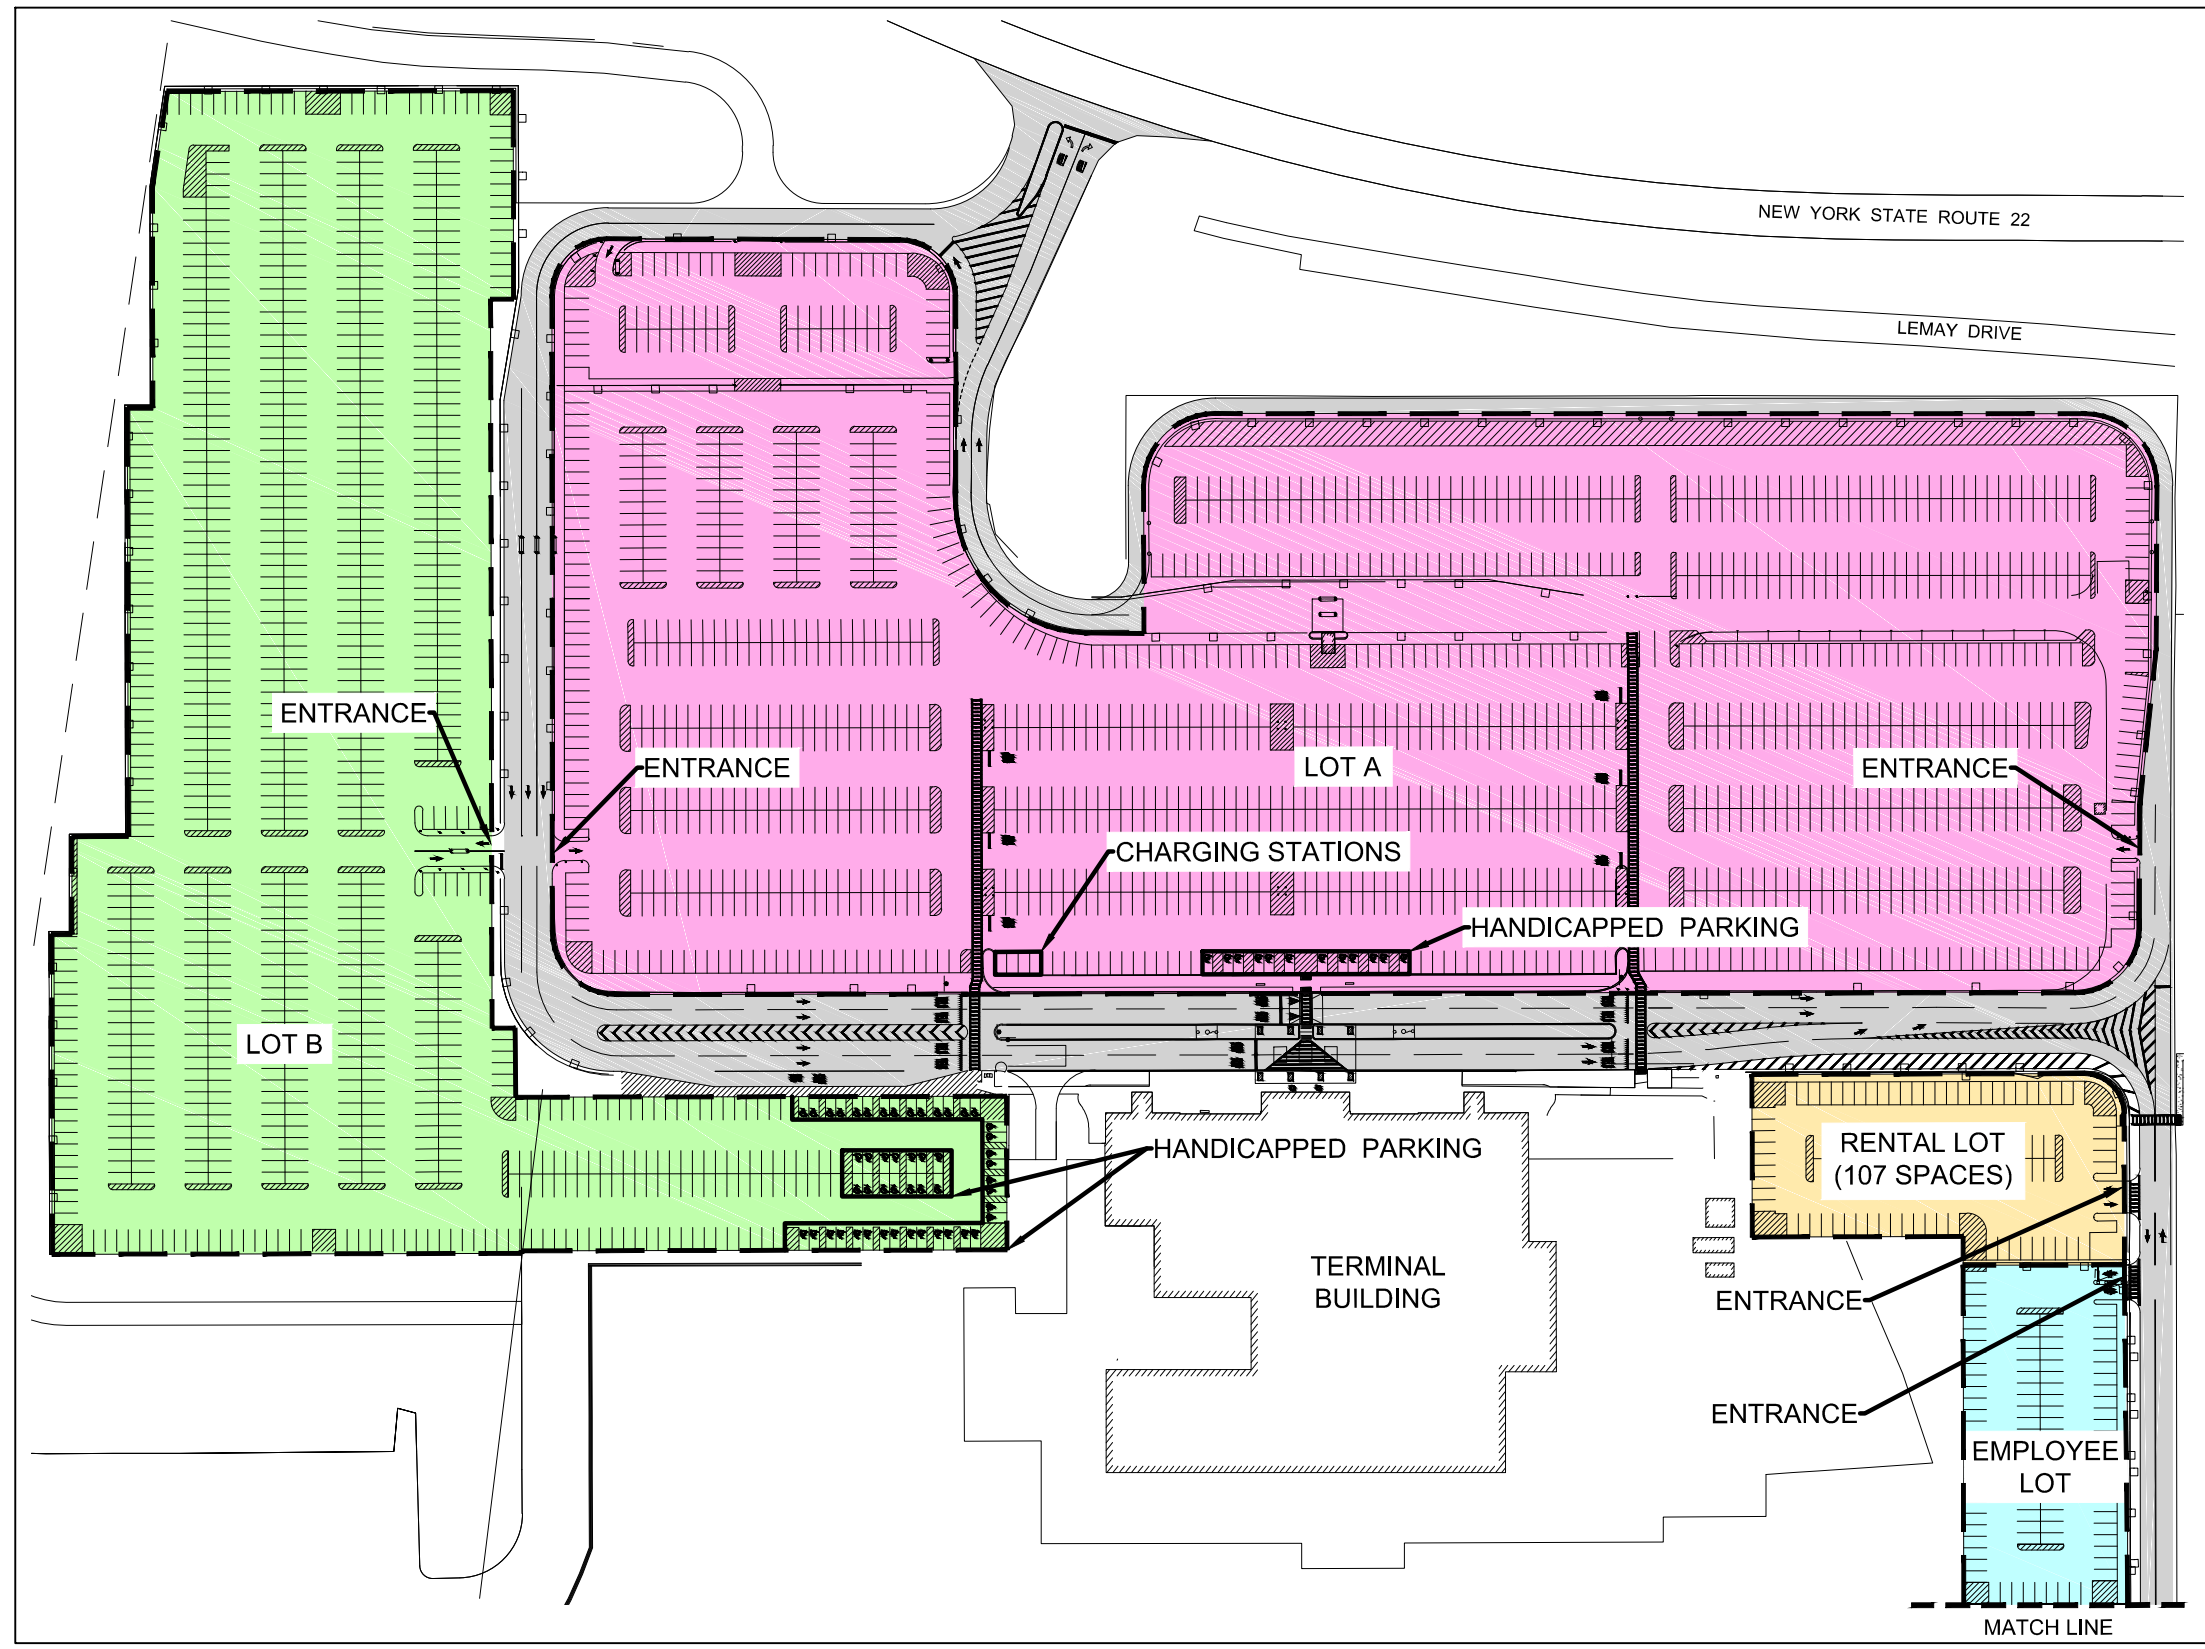 NEW YORK STATE ROUTE 22
LEMAY DRIVE
ENTRANCE
ENTRANCE
LOT A
ENTRANCE
CHARGING STATIONS
HANDICAPPED PARKING
LOT B
HANDICAPPED PARKING
RENTAL LOT
(107 SPACES)
TERMINAL
BUILDING
ENTRANCE
ENTRANCE
EMPLOYEE
LOT
MATCH LINE